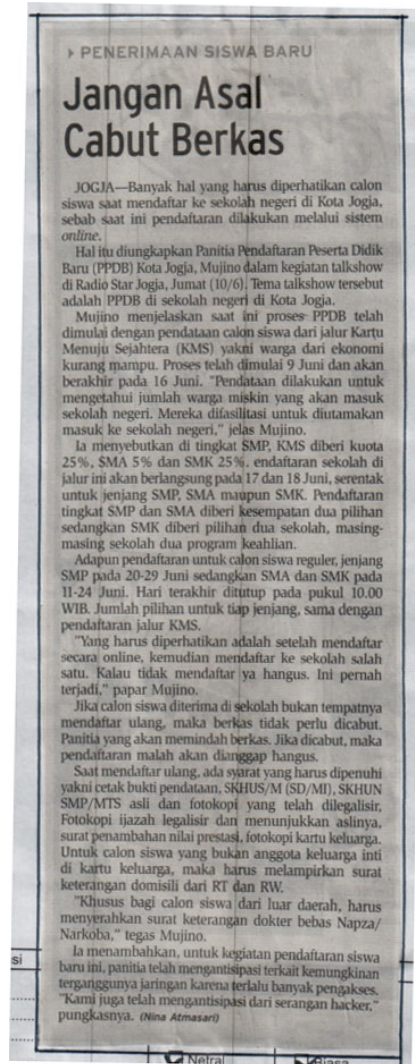 PENERIMAAN SISWA BARU
Jangan Asal
Cabut Berkas
JOGJA—Banyak hal yang harus diperhatikan calon
siswa saat mendaftar ke sekolah negeri di Kota Jogja,
sebab saat ini pendaftaran dilakukan melalui sistem
online.
Hal itu diungkapkan Panitia Pendaftaran Peserta Didik
Baru (PPDB) Kota Jogja, Mujino dalam kegiatan talkshow
di Radio Star Jogja, Jumat (10/6). Tema talkshow tersebut
adalah PPDB di sekolah negeri di Kota Jogja.
Mujino menjelaskan saat ini proses PPDB telah
dimulai dengan pendataan calon siswa dari jalur Kartu
Menuju Sejahtera (KMS) yakni warga dari ekonomi
kurang mampu. Proses telah dimulai 9 Juni dan akan
berakhir pada 16 Juni. "Pendataan dilakukan untuk
mengetahui jumlah warga miskin yang akan masuk
sekolah negeri. Mereka difasilitasi untuk diutamakan
masuk ke sekolah negeri," jelas Mujino.
Ia menyebutkan di tingkat SMP, KMS diberi kuota
25%, SMA 5% dan SMK 25%. endaftaran sekolah di
jalur ini akan berlangsung pada 17 dan 18 Juni, serentak
untuk jenjang SMP, SMA maupun SMK. Pendaftaran
tingkat SMP dan SMA diberi kesempatan dua pilihan
sedangkan SMK diberi pilihan dua sekolah, masing-
masing sekolah dua program keahlian.
Adapun pendaftaran untuk calon siswa reguler, jenjang
SMP pada 20-29 Juni sedangkan SMA dan SMK pada
11-24 Juni. Hari terakhir ditutup pada pukul 10.00
WIB. Jumlah pilihan untuk tiap jenjang, sama dengan
pendaftaran jalur KMS.
"Yang harus diperhatikan adalah setelah mendaftar
secara online, kemudian mendaftar ke sekolah salah
satu. Kalau tidak mendaftar ya hangus. Ini pernah
terjadi," papar Mujino.
Jika calon siswa diterima di sekolah bukan tempatnya
mendaftar ulang, maka berkas tidak perlu dicabut.
Panitia yang akan memindah berkas. Jika dicabut, maka
pendaftaran malah akan dianggap hangus.
Saat mendaftar ulang, ada syarat yang harus dipenuhi
yakni cetak bukti pendataan, SKHUS/M (SD/MI), SKHUN
SMP/MTS asli dan fotokopi yang telah dilegalisir,
Fotokopi ijazah legalisir dan menunjukkan aslinya,
surat penambahan nilai prestasi, fotokopi kartu keluarga.
Untuk calon siswa yang bukan anggota keluarga inti
di kartu keluarga, maka harus melampirkan surat
keterangan domisili dari RT dan RW.
"Khusus bagi calon siswa dari luar daerah, harus
menyerahkan surat keterangan dokter bebas Napza/
Narkoba," tegas Mujino.
Ia menambahkan, untuk kegiatan pendaftaran siswa
baru ini, panitia telah mengantisipasi terkait kemungkinan
terganggunya jaringan karena terlalu banyak pengakses.
"Kami juga telah mengantisipasi dari serangan hacker,"
pungkasnya. (Nina Atmasari)
si
Netral
Biasa